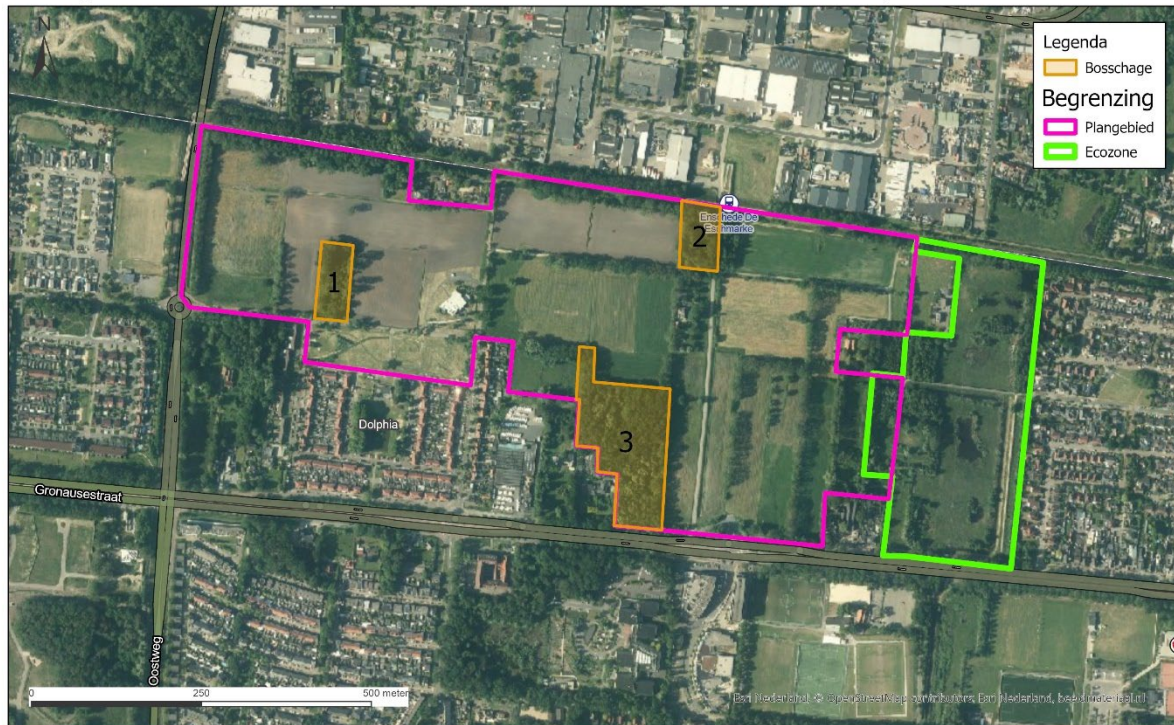 N
Legenda
Bosschage
Begrenzing
Plangebied
Ecozone
Enschede De
Eschmarke
1
2
3
Dolphia
Gronausestraat
Oostweg
0
250
500 meter
Esri Nederland, © OpenStreetMap contributors, Esri Nederland, beeldmateriaal.nl